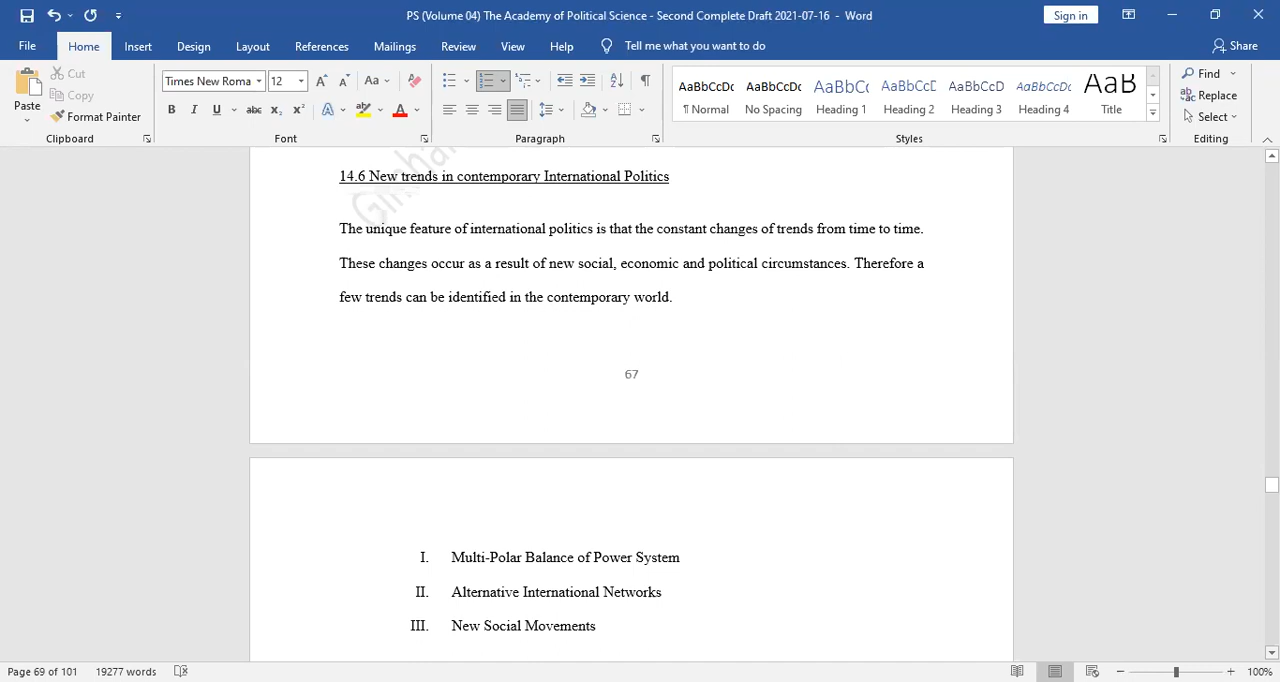 PS (Volume 04) The Academy of Political Science - Second Complete Draft 2021-07-16 - Word
Sign in
File Home Insert Design Layout References Mailings Review View Help Tell me what you want to do Share
Paste
Cut
Copy
Format Painter
Clipboard
Times New Roma 12
Font
Paragraph
AaBbCcDc ¶ Normal
AaBbCcDc No Spacing
AaBbC( Heading 1
AaBbCcD Heading 2
AaBbCcD Heading 3
AaBbCcDc Heading 4
AaB Title
Styles
Find
Replace
Select
Editing
14.6 New trends in contemporary International Politics
The unique feature of international politics is that the constant changes of trends from time to time.
These changes occur as a result of new social, economic and political circumstances. Therefore a
few trends can be identified in the contemporary world.
67
I. Multi-Polar Balance of Power System
II. Alternative International Networks
III. New Social Movements
Page 69 of 101 19277 words 100%